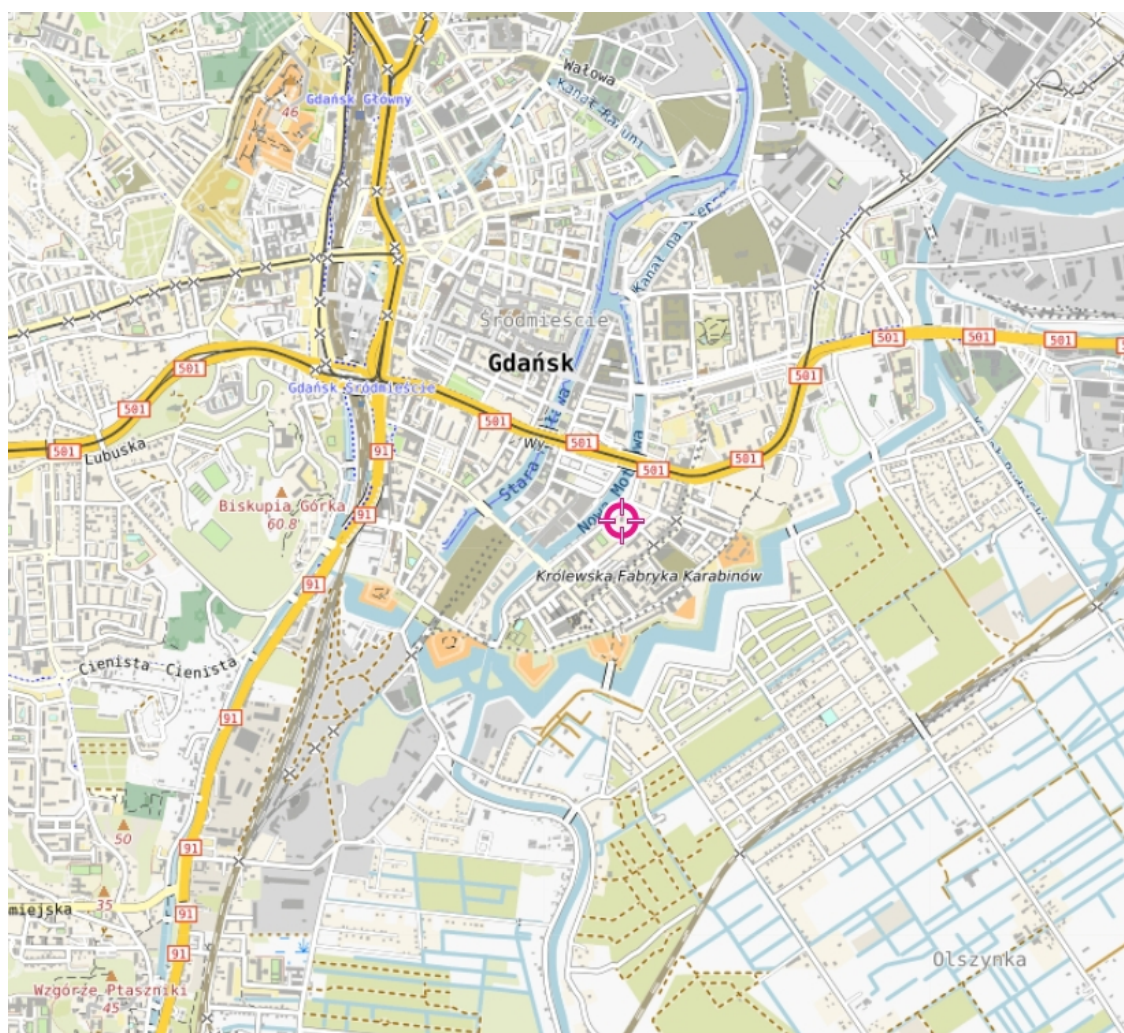 Wałowa
Kanał Raduni
Gdańsk Główny
46
Kanał na Stępce
Śródmieście
Gdańsk
501
501
501
501
501
Gdańsk Śródmieście
501
501
501
Wy
501
501
Lubuska
91
501
501
Stara Motława
Nowa Motława
Biskupia Górka
60.8
91
Królewska Fabryka Karabinów
91
Cienista Cienista
91
50
91
35
miejska
91
91
Olszynka
Wzgórze Ptaszniki
45